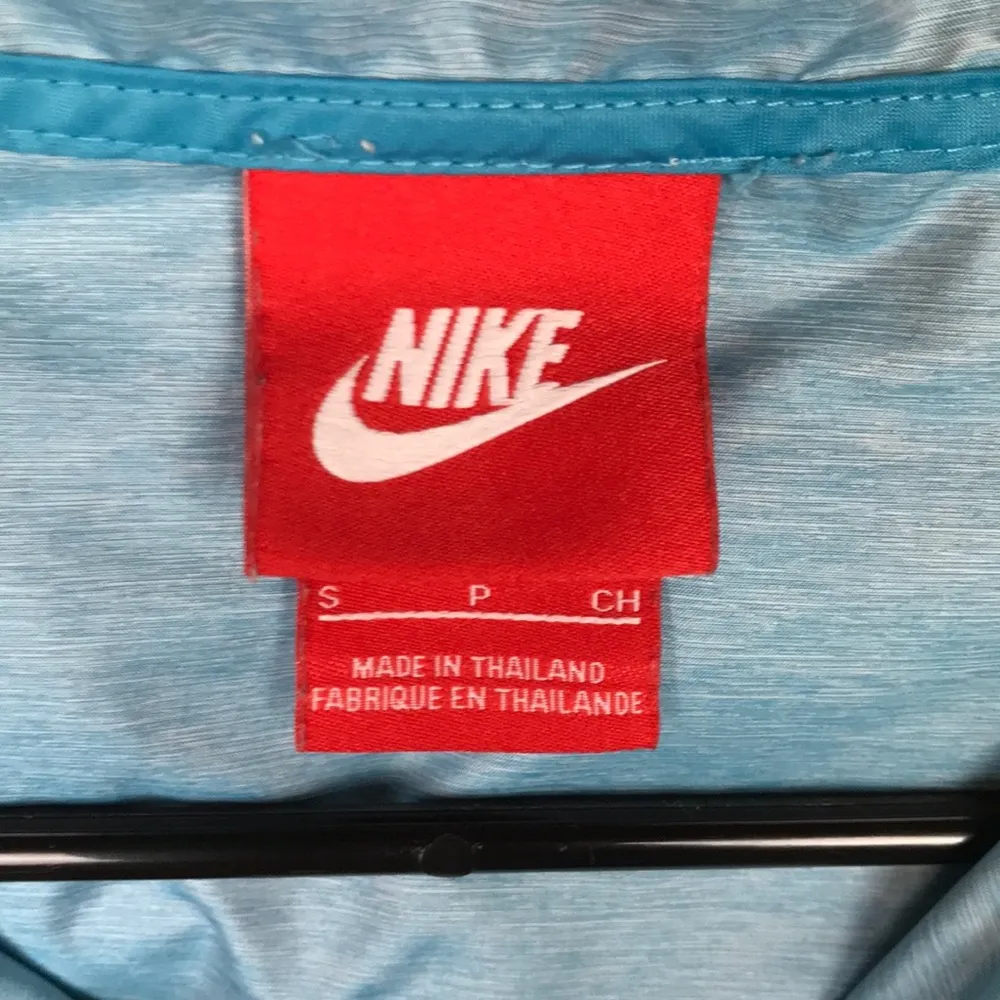 NIKE
S P CH
MADE IN THAILAND
FABRIQUE EN THAILANDE